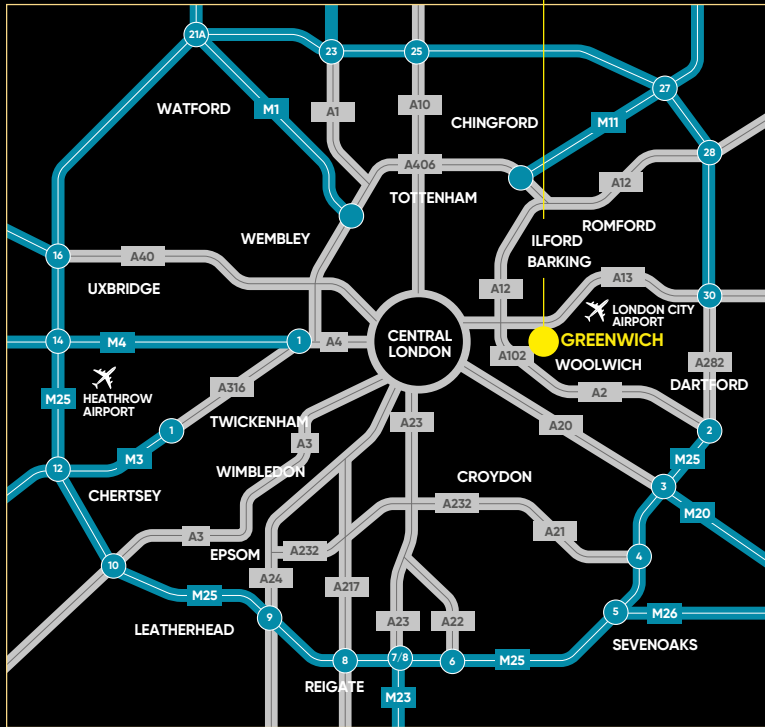 21A
23
25
27
WATFORD
M1
A1
A10
CHINGFORD
M11
28
A406
TOTTENHAM
A12
ROMFORD
WEMBLEY
ILFORD
BARKING
16
A40
UXBRIDGE
A12
A13
30
LONDON CITY
AIRPORT
14
M4
1
A4
CENTRAL
LONDON
GREENWICH
A102
WOOLWICH
A282
DARTFORD
HEATHROW
AIRPORT
M25
A316
A2
TWICKENHAM
A23
A20
1
2
A3
M3
WIMBLEDON
M25
12
CHERTSEY
CROYDON
3
A232
M20
A21
A3
EPSOM
A232
4
10
A24
A217
M25
9
A23
A22
5
M26
LEATHERHEAD
SEVENOAKS
8
7/8
6
M25
REIGATE
M23